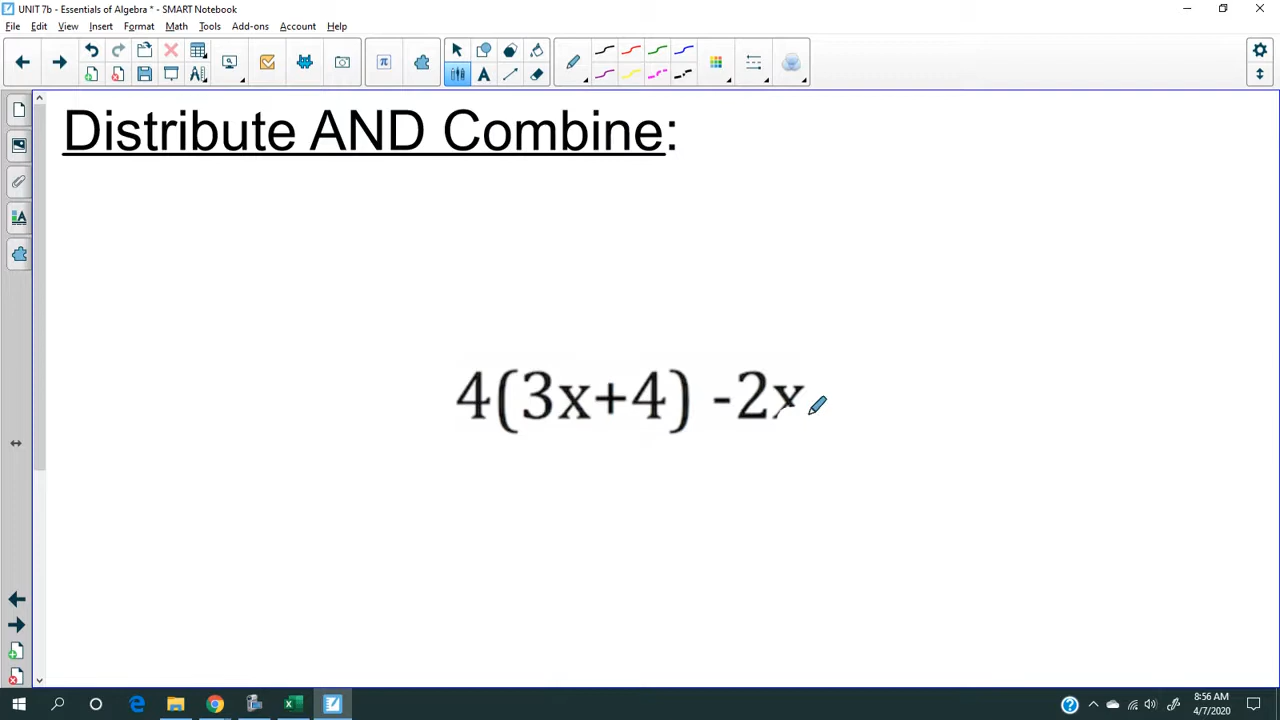 UNIT 7b - Essentials of Algebra * - SMART Notebook
File Edit View Insert Format Math Tools Add-ons Account Help
Distribute AND Combine:
4(3x+4) -2x
8:56 AM
4/7/2020